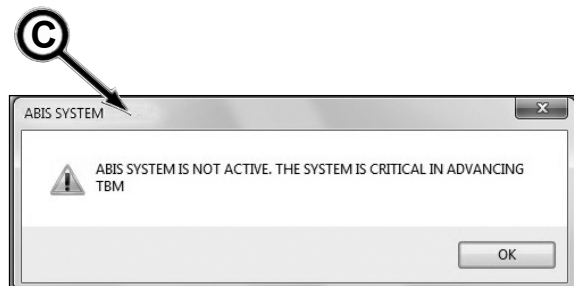 C
ABIS SYSTEM
ABIS SYSTEM IS NOT ACTIVE. THE SYSTEM IS CRITICAL IN ADVANCING
TBM
OK